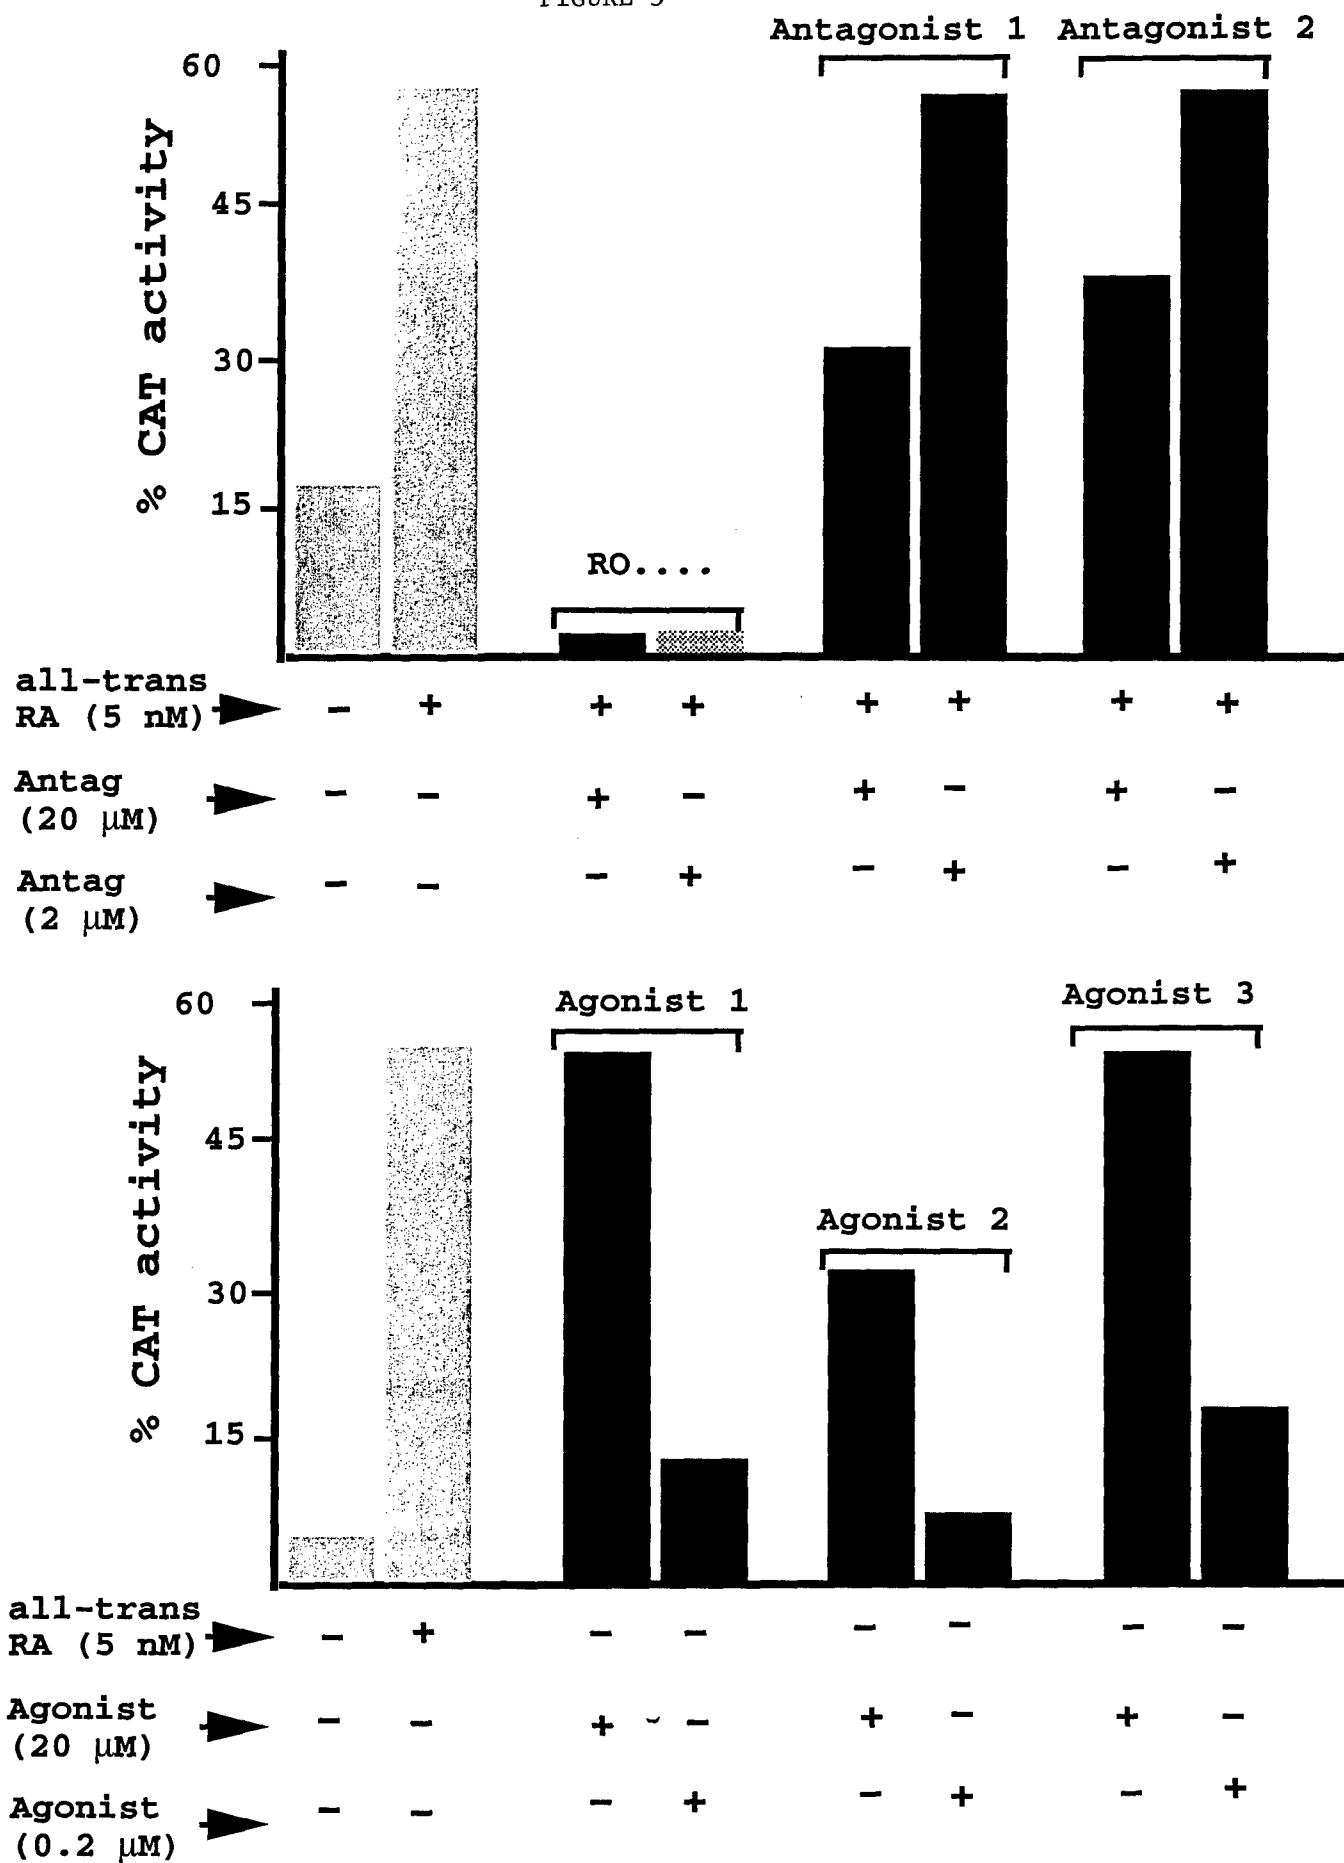 FIGURE 3
Antagonist 1 Antagonist 2
60
45
30
15
% CAT activity
RO....
all-trans
RA (5 nM) - + + + + + + +
Antag
(20 µM) - - + - + - + -
Antag
(2 µM) - - - + - + - +
60
45
30
15
% CAT activity
Agonist 1
Agonist 2
Agonist 3
all-trans
RA (5 nM) - + - - - - - -
Agonist
(20 µM) - - + - + - + -
Agonist
(0.2 µM) - - - + - + - +